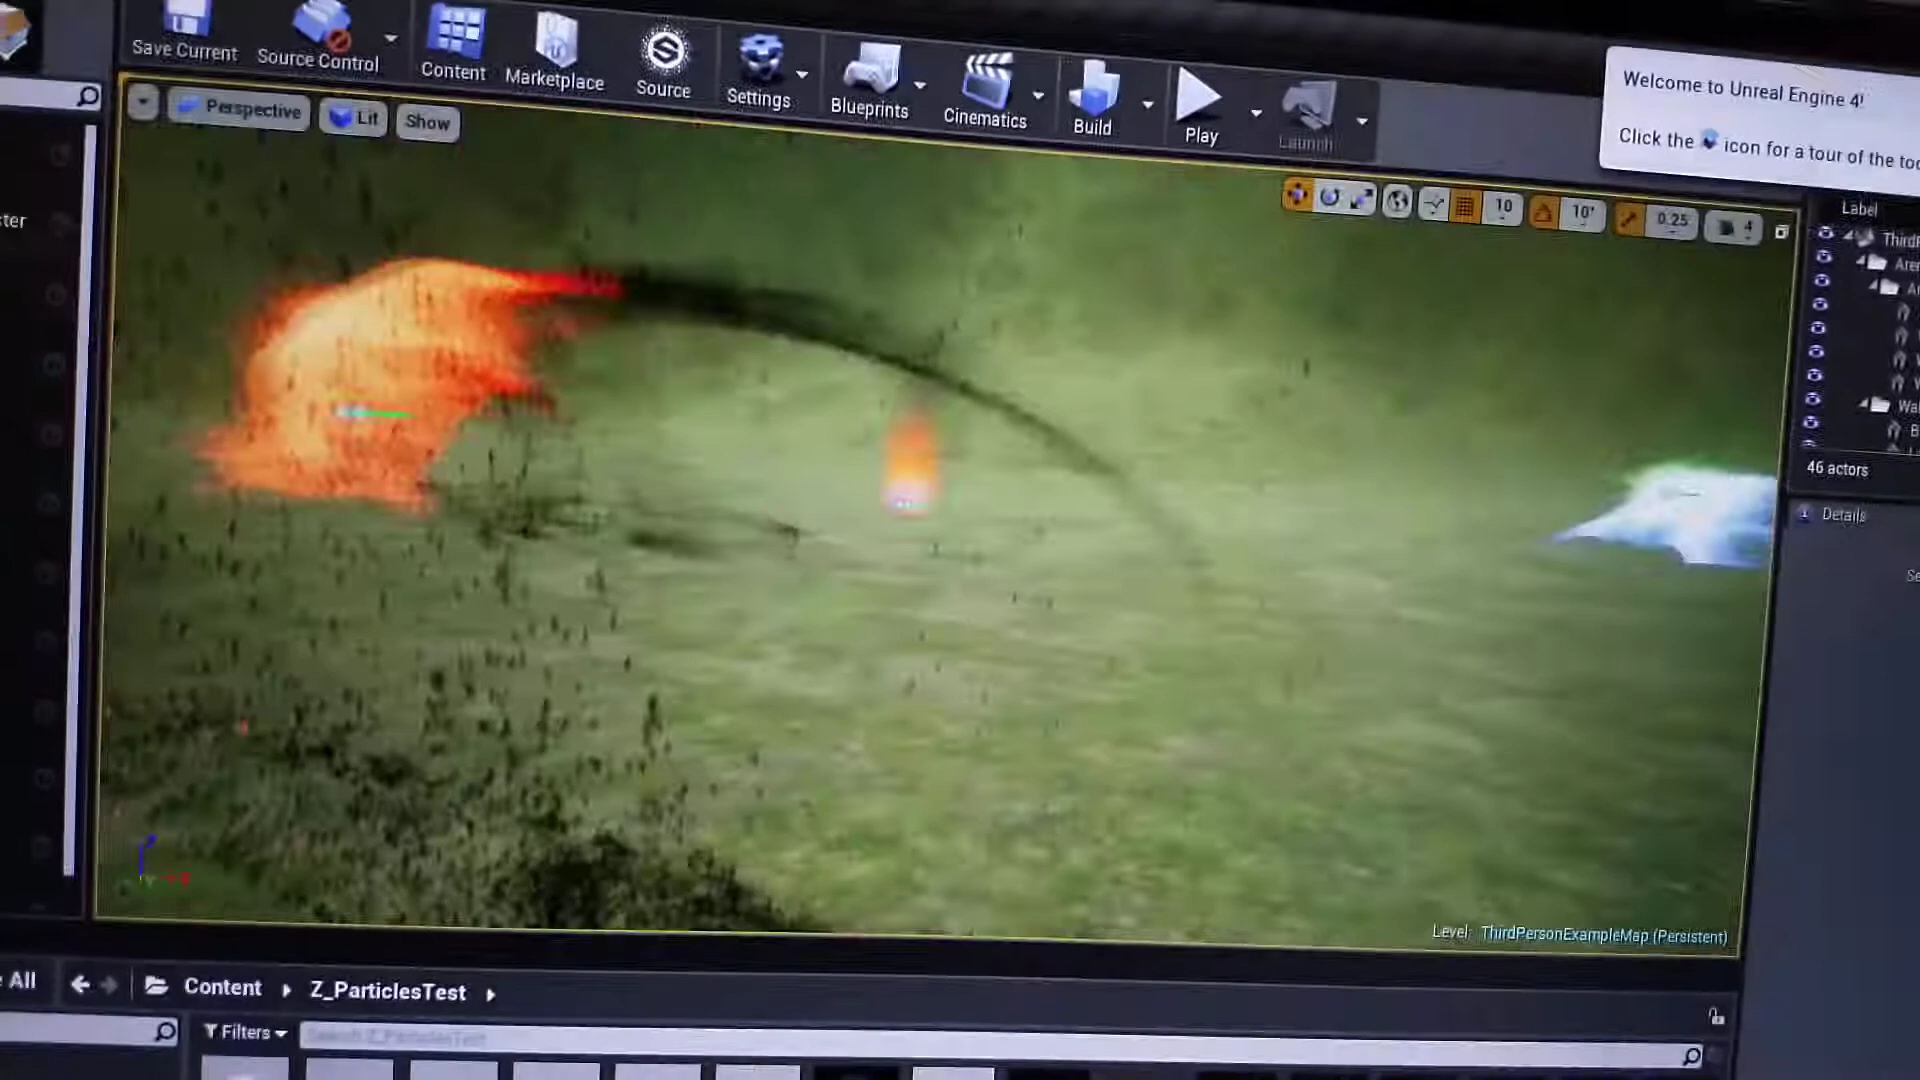 Save Current
Source Control
Content
Marketplace
Source
Settings
Blueprints
Cinematics
Build
Play
Launch
Welcome to Unreal Engine 4!
Click the icon for a tour of the
Perspective
Lit
Show
10
10°
0.25
4
Label
46 actors
Details
Level: ThirdPersonExampleMap (Persistent)
All
Content
Z_ParticlesTest
Filters
Search Z_ParticlesTest